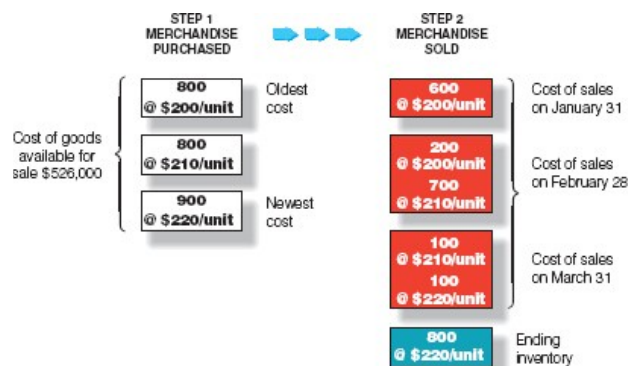 STEP 1
MERCHANDISE
PURCHASED
STEP 2
MERCHANDISE
SOLD
Cost of goods
available for
sale $526,000
800
@ $200/unit
Oldest
cost
800
@ $210/unit
900
@ $220/unit
Newest
cost
600
@ $200/unit
Cost of sales
on January 31
200
@ $200/unit
700
@ $210/unit
Cost of sales
on February 28
100
@ $210/unit
100
@ $220/unit
Cost of sales
on March 31
800
@ $220/unit
Ending
inventory